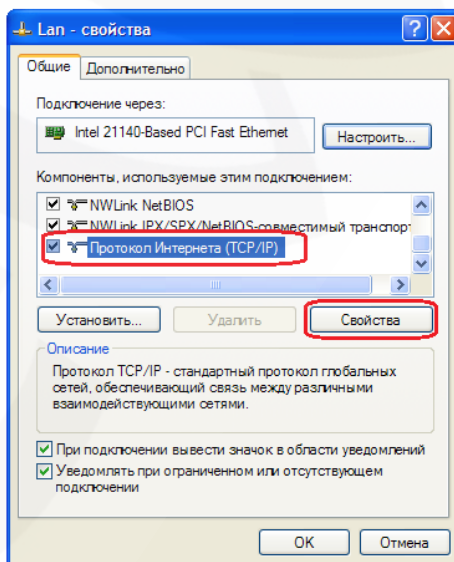 Lan - свойства
Общие
Дополнительно
Подключение через:
Intel 21140-Based PCI Fast Ethernet
Настроить...
Компоненты, используемые этим подключением:
NWLink NetBIOS
NWLink IPX/SPX/NetBIOS-совместимый транспорт
Протокол Интернета (TCP/IP)
Установить...
Удалить
Свойства
Описание
Протокол TCP/IP - стандартный протокол глобальных
сетей, обеспечивающий связь между различными
взаимодействующими сетями.
При подключении вывести значок в области уведомлений
Уведомлять при ограниченном или отсутствующем
подключении
OK
Отмена